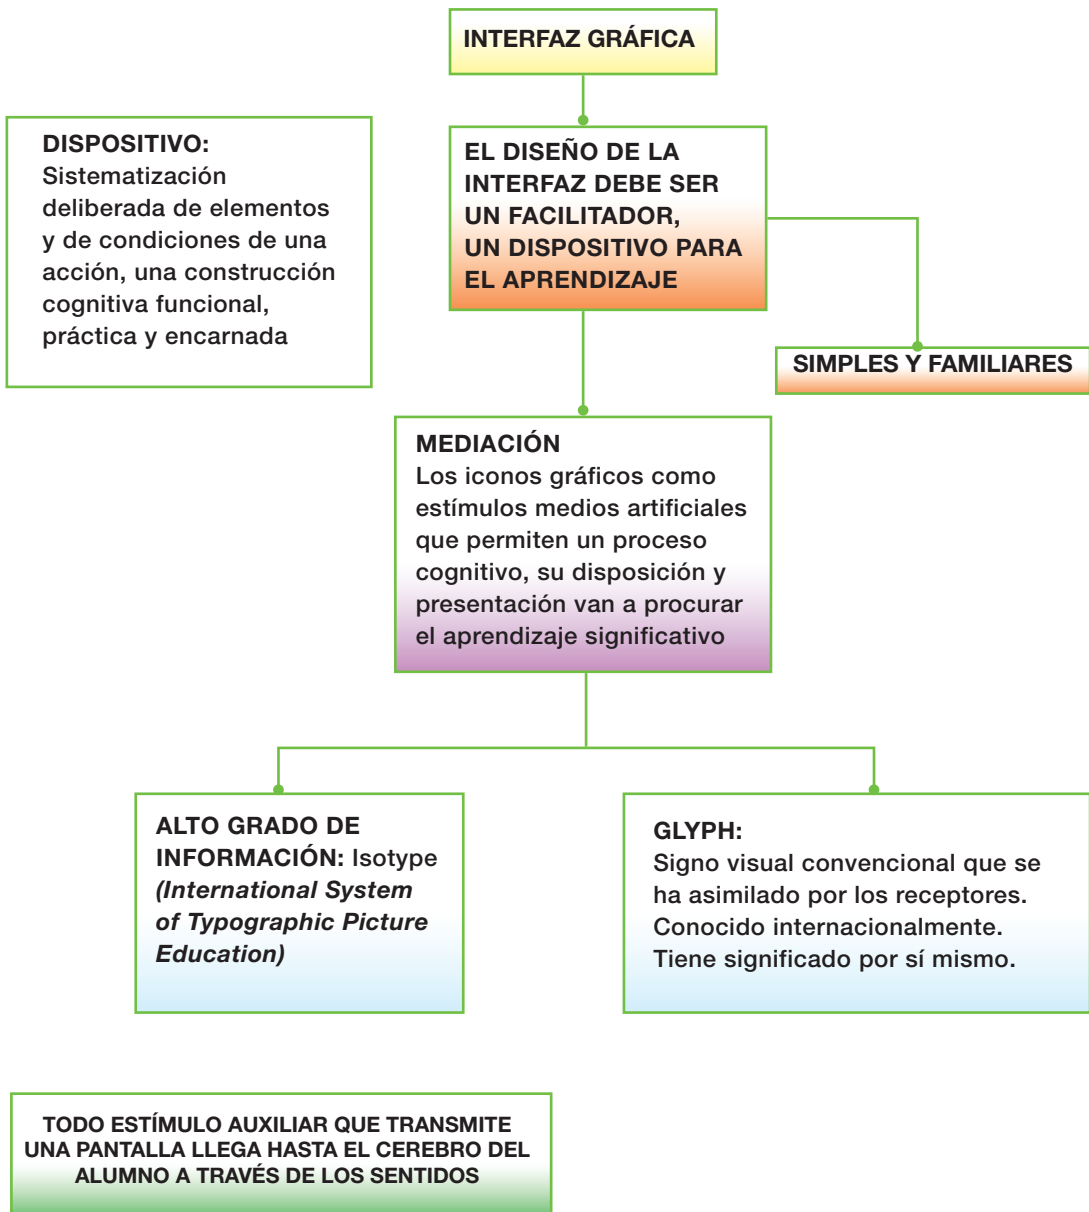 INTERFAZ GRÁFICA
DISPOSITIVO:
Sistematización
deliberada de elementos
y de condiciones de una
acción, una construcción
cognitiva funcional,
práctica y encarnada
EL DISEÑO DE LA
INTERFAZ DEBE SER
UN FACILITADOR,
UN DISPOSITIVO PARA
EL APRENDIZAJE
SIMPLES Y FAMILIARES
MEDIACIÓN
Los iconos gráficos como
estímulos medios artificiales
que permiten un proceso
cognitivo, su disposición y
presentación van a procurar
el aprendizaje significativo
ALTO GRADO DE
INFORMACIÓN: Isotype
(International System
of Typographic Picture
Education)
GLYPH:
Signo visual convencional que se
ha asimilado por los receptores.
Conocido internacionalmente.
Tiene significado por sí mismo.
TODO ESTÍMULO AUXILIAR QUE TRANSMITE
UNA PANTALLA LLEGA HASTA EL CEREBRO DEL
ALUMNO A TRAVÉS DE LOS SENTIDOS